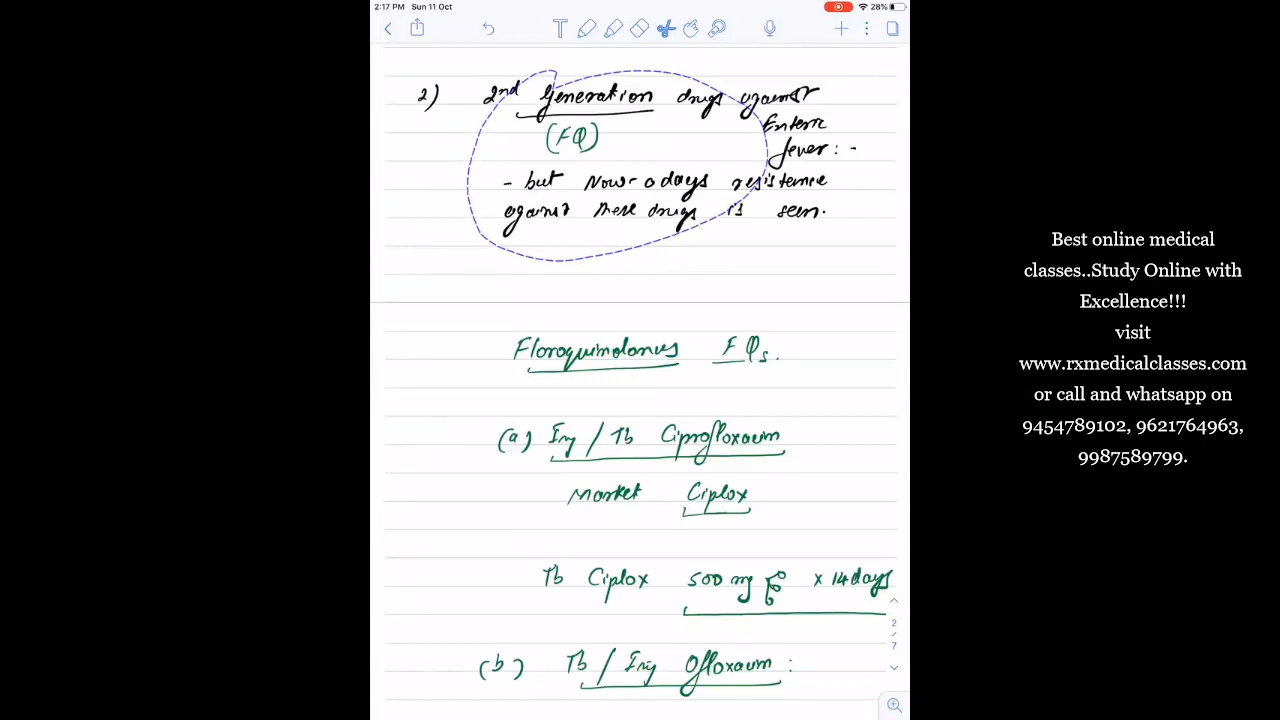 2:17 PM Sun 11 Oct
28%
2) 2nd Generation drugs against
Enteric
(FQ)
fever : -
- but Now-a days resistence
against these drugs is seen.
Floroquinolones FQs.
(a) Inj / Tb Ciprofloxacin
Market Ciplox
Tb Ciplox 500 mg x 14 days
(b) Tb / Inj Ofloxacin :
2
/
7
Best online medical
classes..Study Online with
Excellence!!!
visit
www.rxmedicalclasses.com
or call and whatsapp on
9454789102, 9621764963,
9987589799.